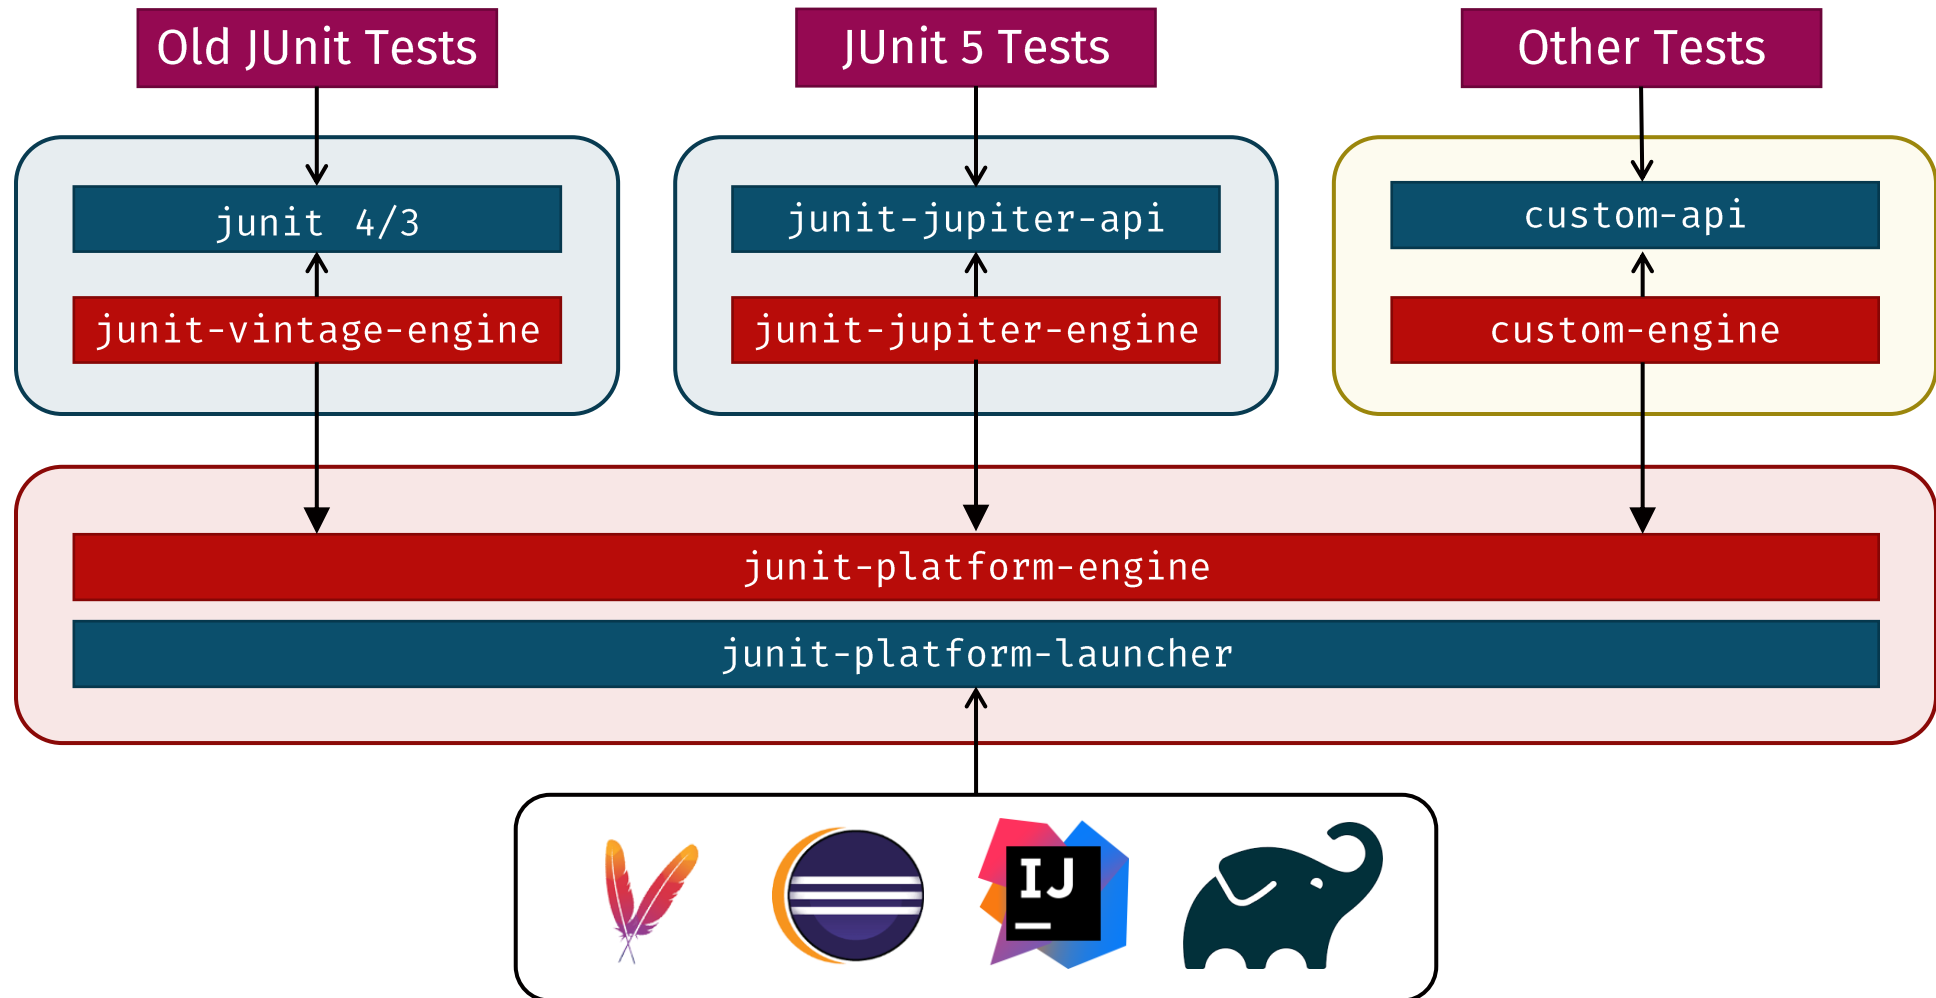 Old JUnit Tests
JUnit 5 Tests
Other Tests
junit 4/3
junit-jupiter-api
custom-api
junit-vintage-engine
junit-jupiter-engine
custom-engine
junit-platform-engine
junit-platform-launcher
IJ